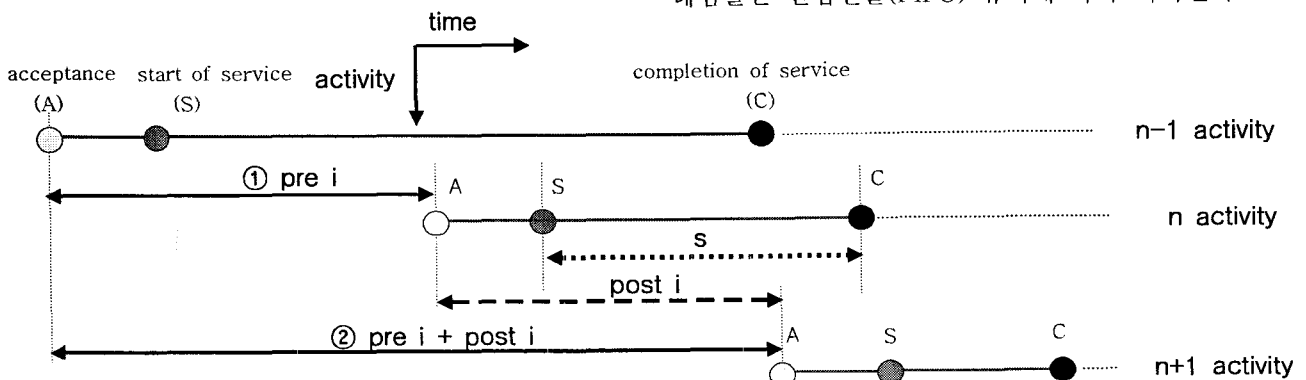 time
acceptance start of service activity completion of service
(A) (S) (C)
n-1 activity
① pre i A S C
n activity
s
post i
② pre i + post i A S C
n+1 activity